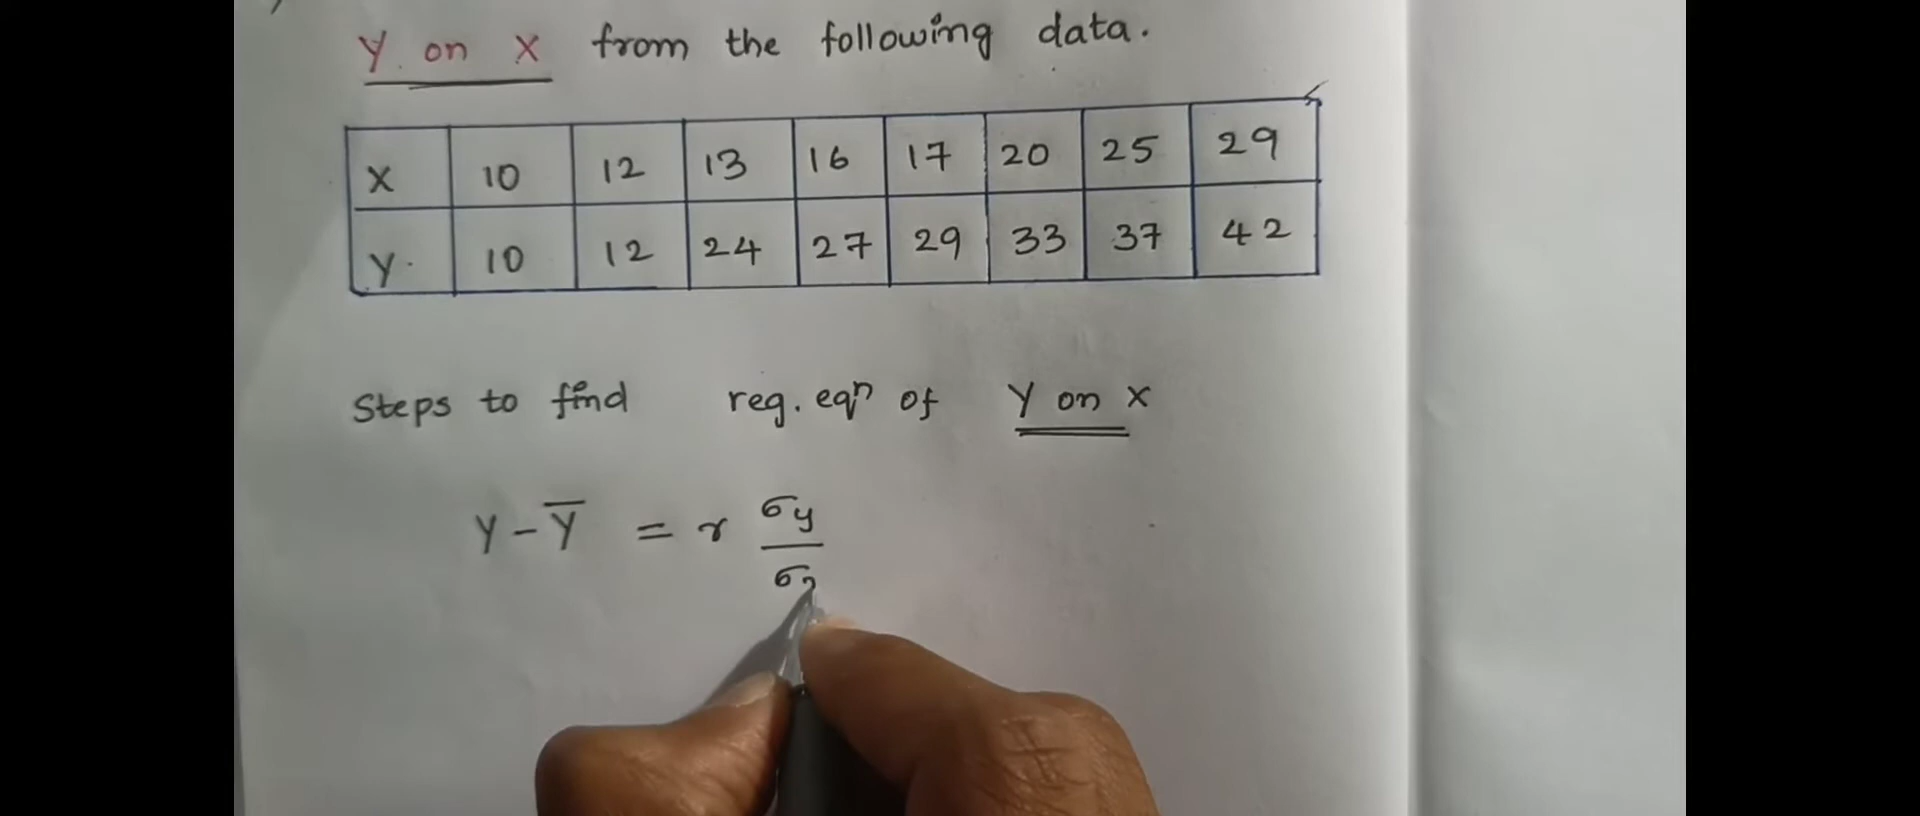 Y on X from the following data.
X 10 12 13 16 17 20 25 29
Y 10 12 24 27 29 33 37 42
Steps to find reg. eqn of Y on X
Y - Y̅ = r σy / σ